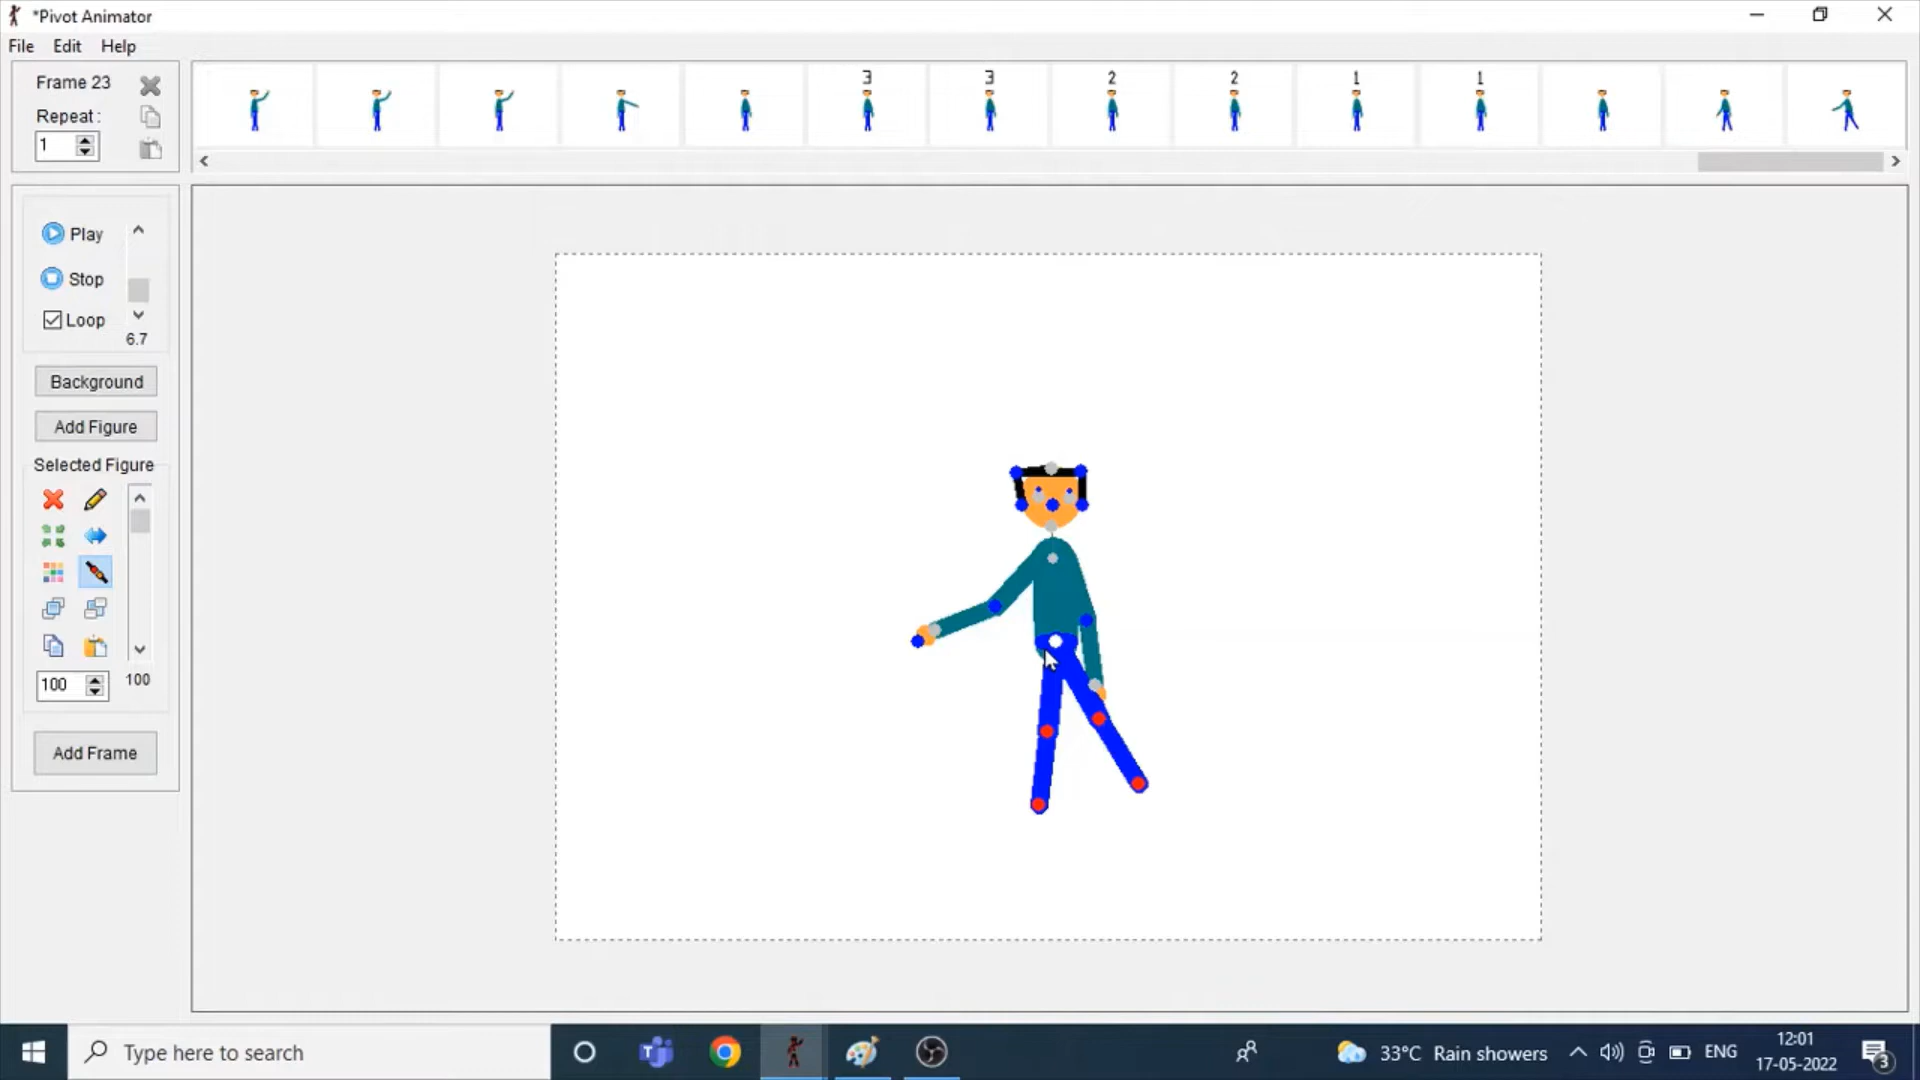 *Pivot Animator
File Edit Help
Frame 23
Repeat:
1
3 3 2 2 1 1
Play
Stop
Loop
6.7
Background
Add Figure
Selected Figure
100
100
Add Frame
Type here to search
33°C Rain showers
ENG
12:01
17-05-2022
3